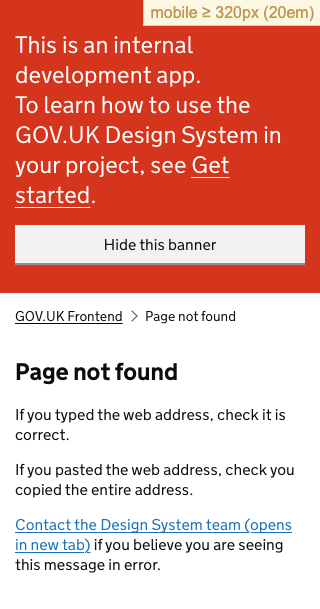 mobile ≥ 320px (20em)
This is an internal
development app.
To learn how to use the
GOV.UK Design System in
your project, see Get
started.
Hide this banner
GOV.UK Frontend > Page not found
Page not found
If you typed the web address, check it is
correct.
If you pasted the web address, check you
copied the entire address.
Contact the Design System team (opens
in new tab) if you believe you are seeing
this message in error.